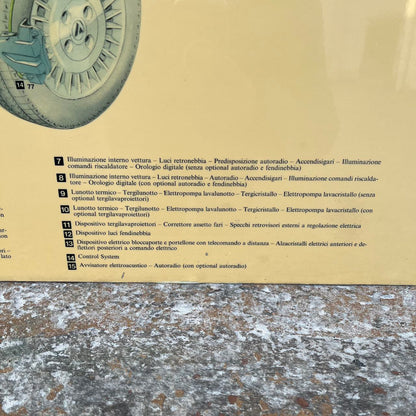 14 77
7 Illuminazione interno vettura – Luci retronebbia – Predisposizione autoradio – Accendisigari – Illuminazione
comandi riscaldatore – Orologio digitale (senza optional autoradio e fendinebbia)
8 Illuminazione interno vettura – Luci retronebbia – Autoradio – Accendisigari – Illuminazione comandi riscalda-
tore – Orologio digitale (con optional autoradio e fendinebbia)
9 Lunotto termico – Tergilunotto – Elettropompa lavalunotto – Tergicristallo – Elettropompa lavacristallo (senza
optional tergilavaproiettori)
10 Lunotto termico – Tergilunotto – Elettropompa lavalunotto – Tergicristallo – Elettropompa lavacristallo (con
optional tergilavaproiettori)
11 Dispositivo tergilavaproiettori – Correttore assetto fari – Specchi retrovisori esterni a regolazione elettrica
12 Dispositivo luci fendinebbia
13 Dispositivo elettrico bloccaporte e portellone con telecomando a distanza – Alzacristalli elettrici anteriori e de-
flettori posteriori a comando elettrico
14 Control System
15 Avvisatore elettroacustico – Autoradio (con optional autoradio)